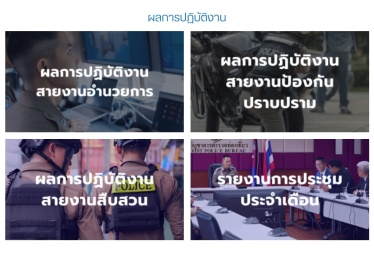 ผลการปฏิบัติงาน
ผลการปฏิบัติงาน
สายงานอำนวยการ
ผลการปฏิบัติงาน
สายงานป้องกัน
ปราบปราม
ผลการปฏิบัติงาน
สายงานสืบสวน
POLICE
รายงานการประชุม
ประจำเดือน
POLICE BUREAU